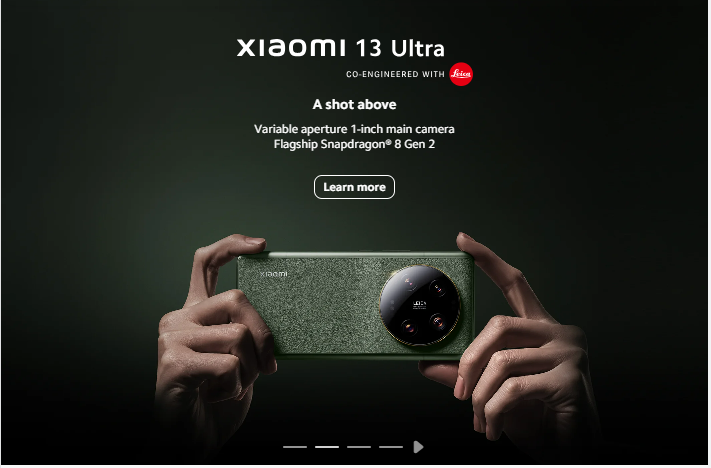 xiaomi 13 Ultra
CO-ENGINEERED WITH Leica
A shot above
Variable aperture 1-inch main camera
Flagship Snapdragon® 8 Gen 2
Learn more
xiaomi
LEICA